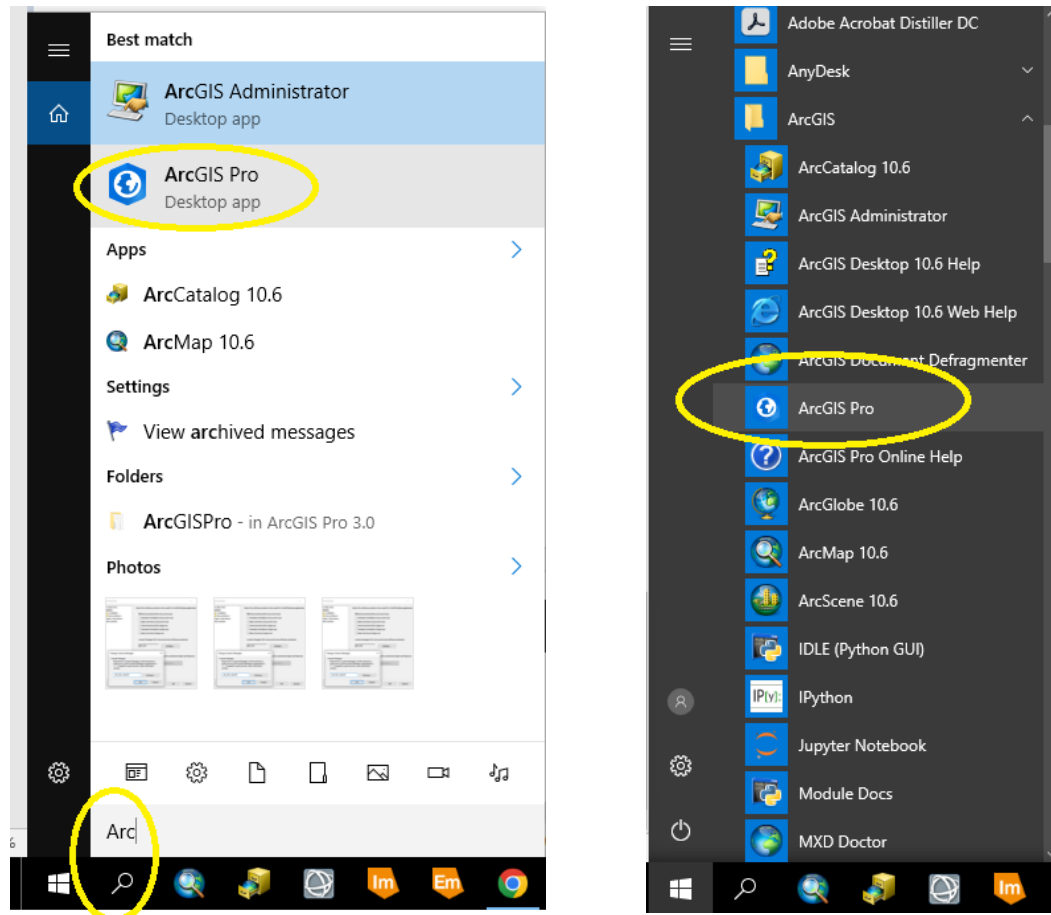 Best match
ArcGIS Administrator
Desktop app
ArcGIS Pro
Desktop app
Apps
ArcCatalog 10.6
ArcMap 10.6
Settings
View archived messages
Folders
ArcGISPro - in ArcGIS Pro 3.0
Photos
Arc
%
Im
Em
Adobe Acrobat Distiller DC
AnyDesk
ArcGIS
ArcCatalog 10.6
ArcGIS Administrator
ArcGIS Desktop 10.6 Help
ArcGIS Desktop 10.6 Web Help
ArcGIS Document Defragmenter
ArcGIS Pro
ArcGIS Pro Online Help
ArcGlobe 10.6
ArcMap 10.6
ArcScene 10.6
IDLE (Python GUI)
IP[y]: IPython
Jupyter Notebook
Module Docs
MXD Doctor
Im